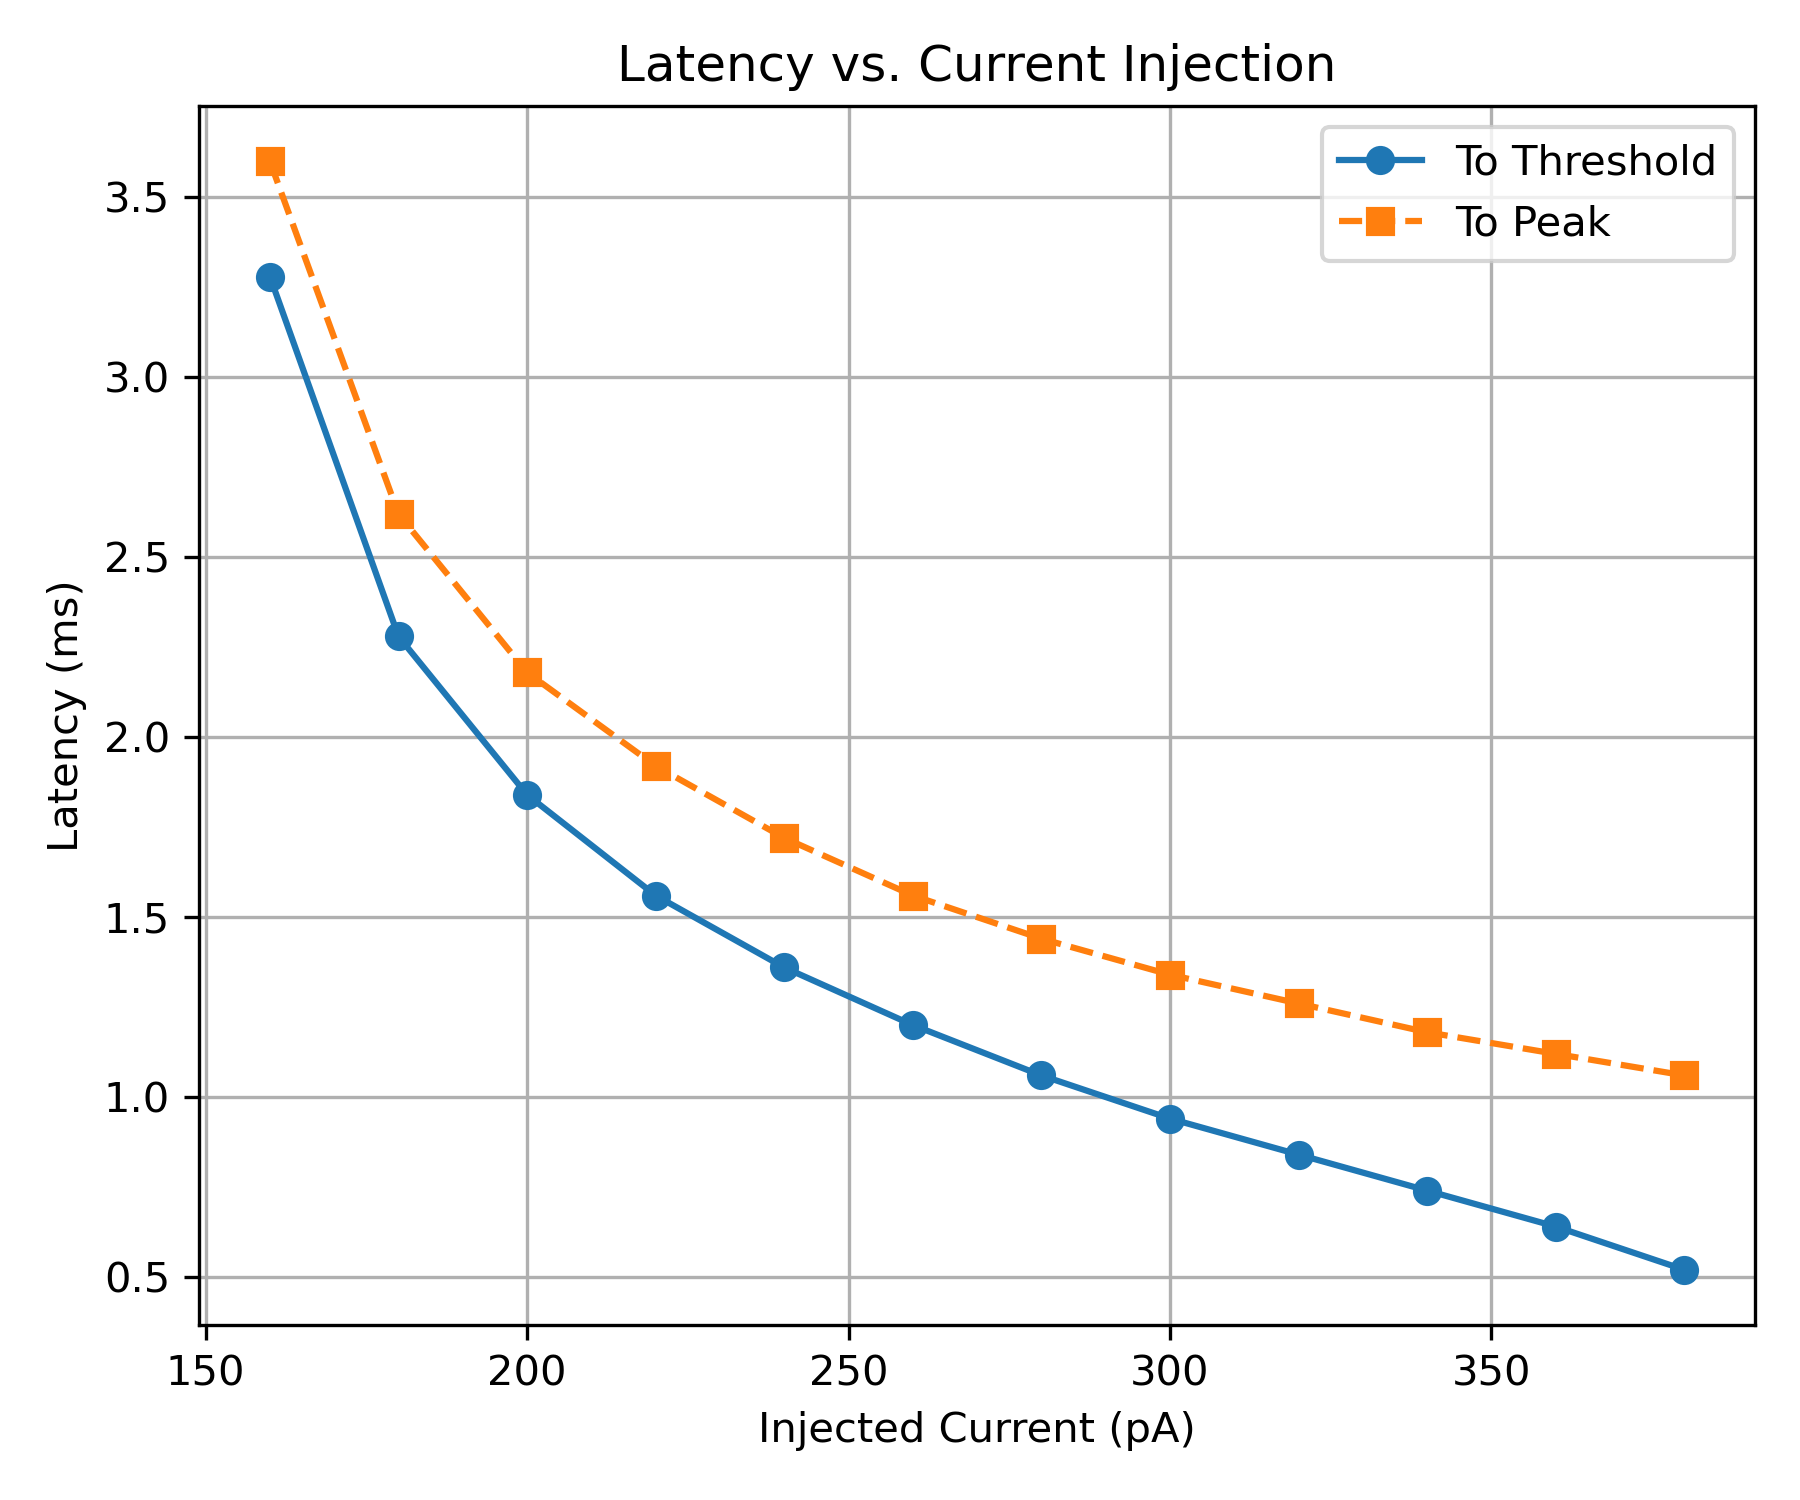 Latency vs. Current Injection
To Threshold
To Peak
3.5
3.0
2.5
2.0
1.5
1.0
0.5
Latency (ms)
150 200 250 300 350
Injected Current (pA)